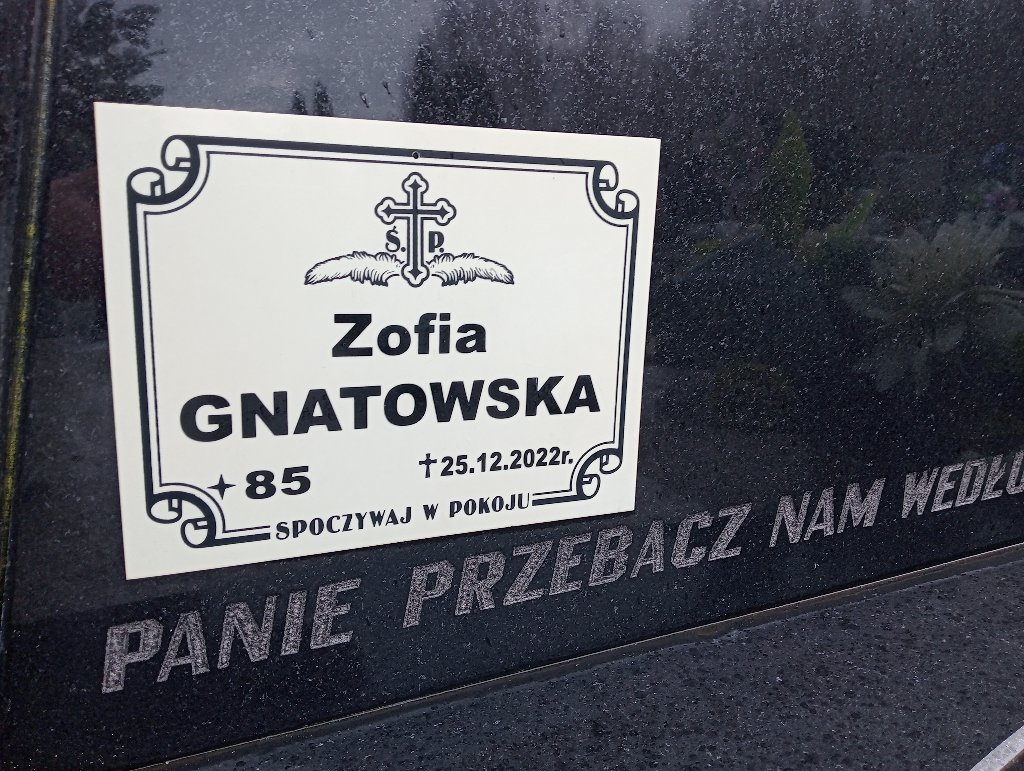 Ś. P.
Zofia
GNATOWSKA
85 25.12.2022r.
SPOCZYWAJ W POKOJU
PANIE PRZEBACZ NAM WEDŁU